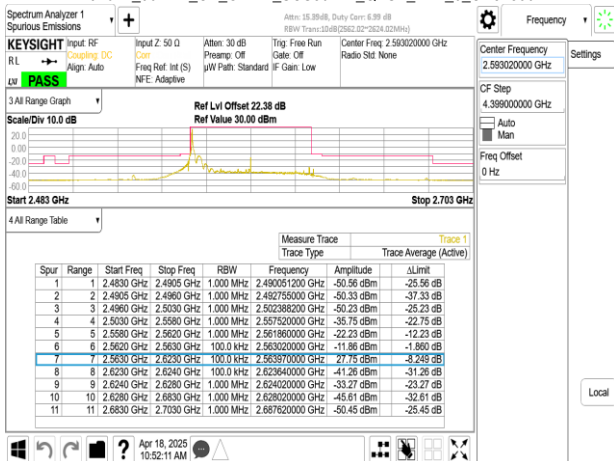 Spectrum Analyzer 1
Spurious Emissions
Attn: 15.39dB, Duty Corr: 6.99 dB
RBW Trans:10dB(2562.02~2624.02MHz)
Frequency
KEYSIGHT
Input: RF
Input Z: 50 Ω
Atten: 30 dB
Trig: Free Run
Center Freq: 2.593020000 GHz
RL
Coupling: DC
Corr
Preamp: Off
Gate: Off
Radio Std: None
Align: Auto
Freq Ref: Int (S)
µW Path: Standard
IF Gain: Low
NFE: Adaptive
LXI
PASS
Center Frequency
2.593020000 GHz
Settings
CF Step
4.399000000 GHz
Auto
Man
Freq Offset
0 Hz
Local
3 All Range Graph
Scale/Div 10.0 dB
Ref Lvl Offset 22.38 dB
Ref Value 30.00 dBm
20.0
0.00
-20.0
-40.0
-60.0
Start 2.483 GHz
Stop 2.703 GHz
4 All Range Table
Measure Trace Trace 1
Trace Type Trace Average (Active)
Spur Range Start Freq Stop Freq RBW Frequency Amplitude ΔLimit
1 1 2.4830 GHz 2.4905 GHz 1.000 MHz 2.490051200 GHz -50.56 dBm -25.56 dB
2 2 2.4905 GHz 2.4960 GHz 1.000 MHz 2.492755000 GHz -50.33 dBm -37.33 dB
3 3 2.4960 GHz 2.5030 GHz 1.000 MHz 2.502388200 GHz -50.23 dBm -25.23 dB
4 4 2.5030 GHz 2.5580 GHz 1.000 MHz 2.557520000 GHz -35.75 dBm -22.75 dB
5 5 2.5580 GHz 2.5620 GHz 1.000 MHz 2.561860000 GHz -22.23 dBm -12.23 dB
6 6 2.5620 GHz 2.5630 GHz 100.0 kHz 2.563020000 GHz -11.86 dBm -1.860 dB
7 7 2.5630 GHz 2.6230 GHz 100.0 kHz 2.563970000 GHz 27.75 dBm -8.249 dB
8 8 2.6230 GHz 2.6240 GHz 100.0 kHz 2.623640000 GHz -41.26 dBm -31.26 dB
9 9 2.6240 GHz 2.6280 GHz 1.000 MHz 2.624020000 GHz -33.27 dBm -23.27 dB
10 10 2.6280 GHz 2.6830 GHz 1.000 MHz 2.628020000 GHz -45.61 dBm -32.61 dB
11 11 2.6830 GHz 2.7030 GHz 1.000 MHz 2.687620000 GHz -50.45 dBm -25.45 dB
?
Apr 18, 2025
10:52:11 AM